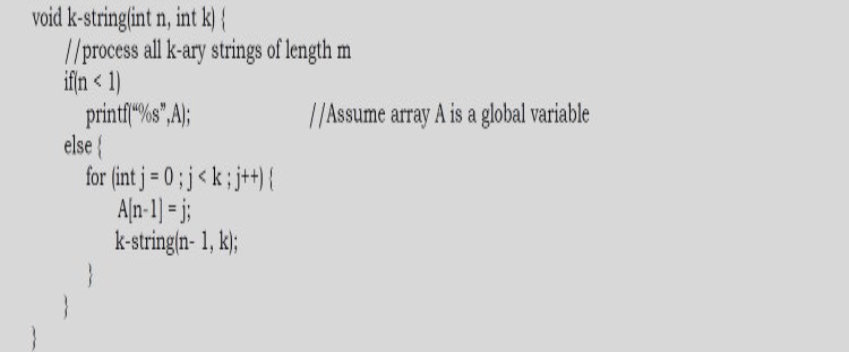 void k-string(int n, int k) {
//process all k-ary strings of length m
if(n < 1)
printf(“%s”,A); //Assume array A is a global variable
else {
for (int j = 0 ; j < k ; j++) {
A[n-1] = j;
k-string(n- 1, k);
}
}
}